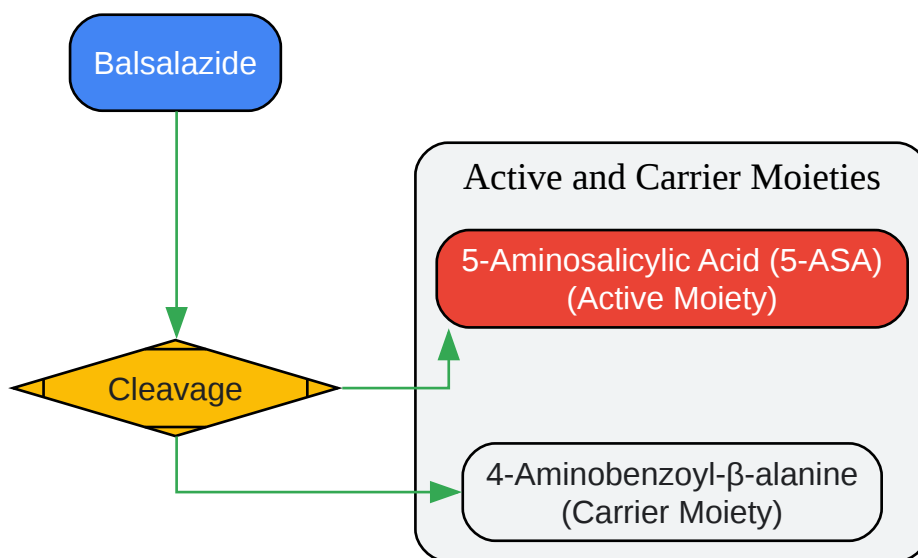 Balsalazide
Active and Carrier Moieties
5-Aminosalicylic Acid (5-ASA)
(Active Moiety)
Cleavage
4-Aminobenzoyl-β-alanine
(Carrier Moiety)